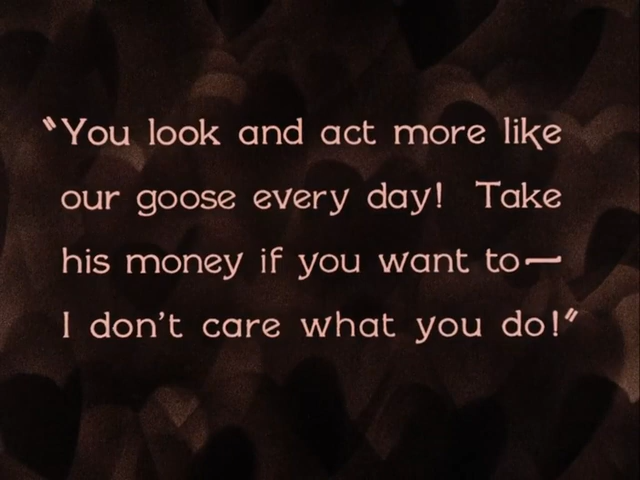 "You look and act more like
our goose every day! Take
his money if you want to—
I don't care what you do!"